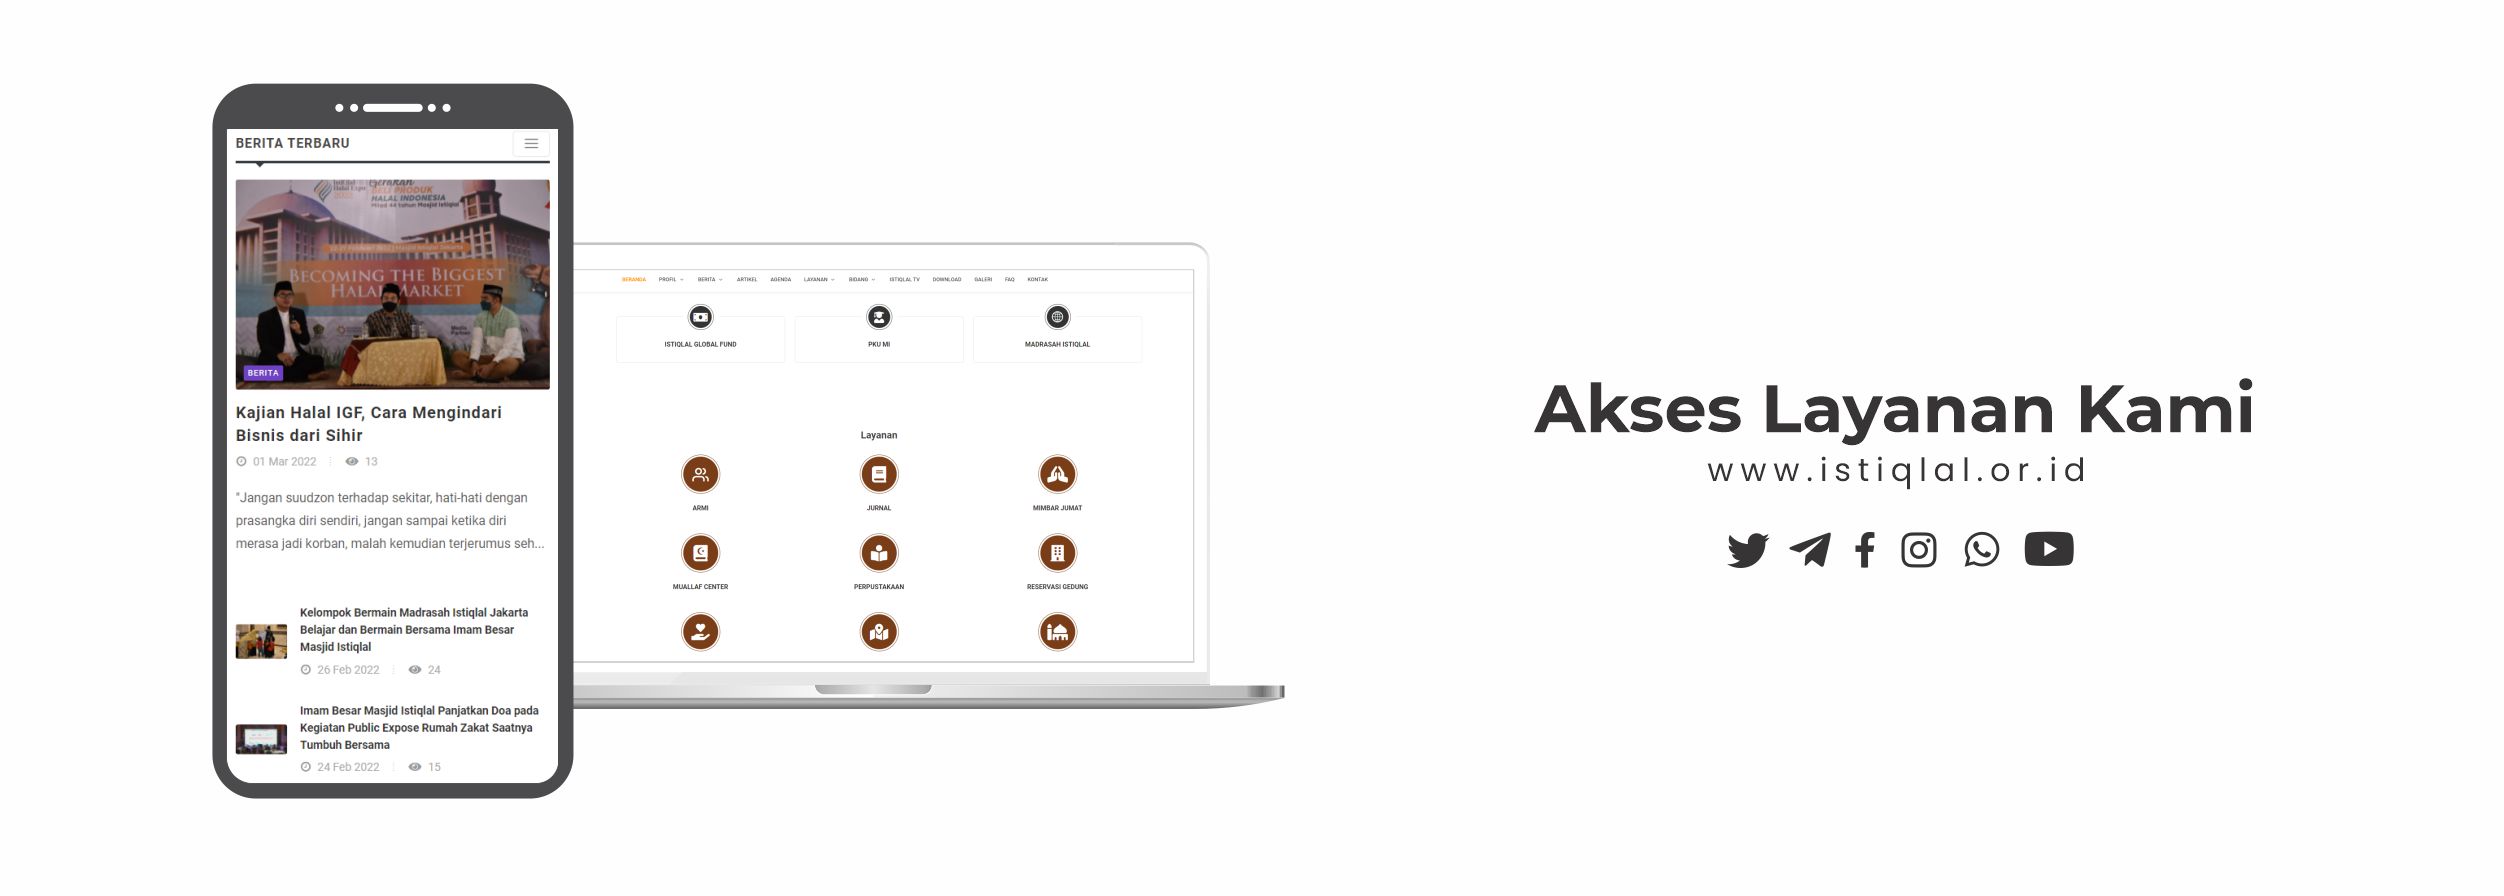 BERITA TERBARU
Gerakan
BELI PRODUK
HALAL INDONESIA
Milad 44 tahun Masjid Istiqlal
BECOMING THE BIGGEST
HALAL MARKET
BERITA
Kajian Halal IGF, Cara Mengindari
Bisnis dari Sihir
01 Mar 2022 13
"Jangan suudzon terhadap sekitar, hati-hati dengan
prasangka diri sendiri, jangan sampai ketika diri
merasa jadi korban, malah kemudian terjerumus seh...
Kelompok Bermain Madrasah Istiqlal Jakarta
Belajar dan Bermain Bersama Imam Besar
Masjid Istiqlal
26 Feb 2022 24
Imam Besar Masjid Istiqlal Panjatkan Doa pada
Kegiatan Public Expose Rumah Zakat Saatnya
Tumbuh Bersama
24 Feb 2022 15
BERANDA PROFIL BERITA ARTIKEL AGENDA LAYANAN BIDANG ISTIQLAL TV DOWNLOAD GALERI FAQ KONTAK
ISTIQLAL GLOBAL FUND PKU MI MADRASAH ISTIQLAL
Layanan
ARMI JURNAL MIMBAR JUMAT
MUALLAF CENTER PERPUSTAKAAN RESERVASI GEDUNG
Akses Layanan Kami
www.istiqlal.or.id